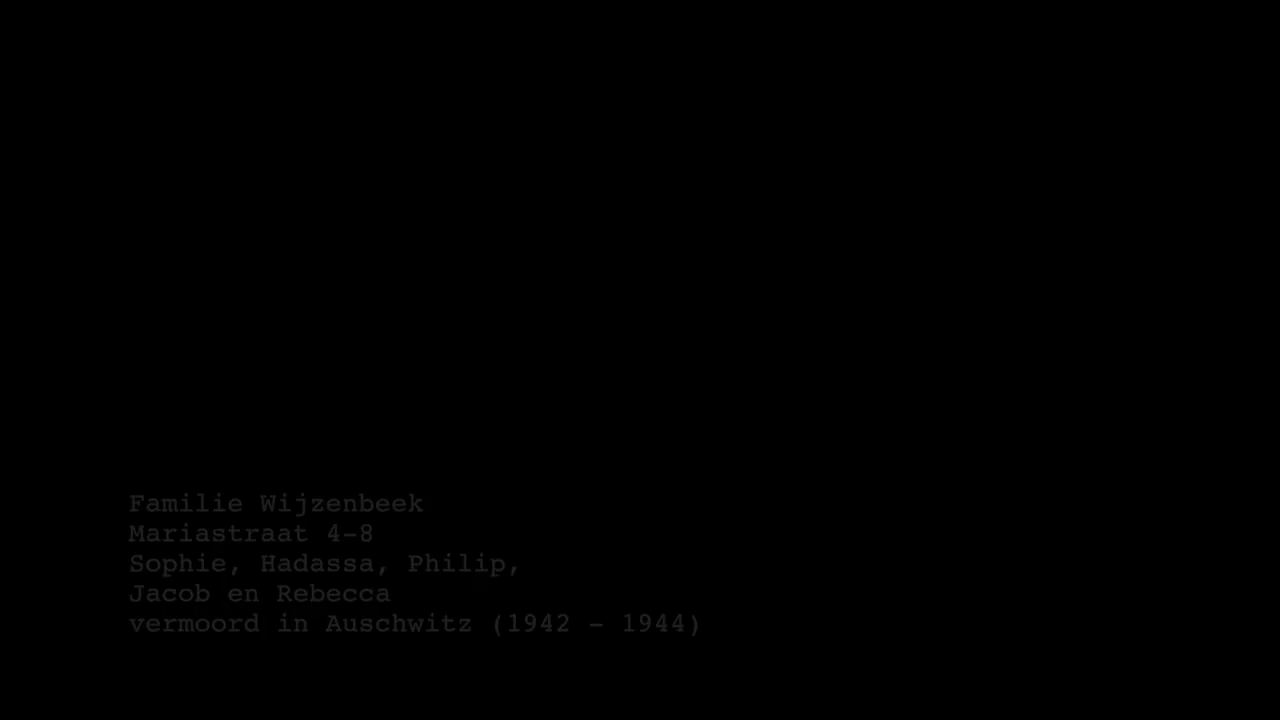 Familie Wijzenbeek
Mariastraat 4-8
Sophie, Hadassa, Philip,
Jacob en Rebecca
vermoord in Auschwitz (1942 - 1944)